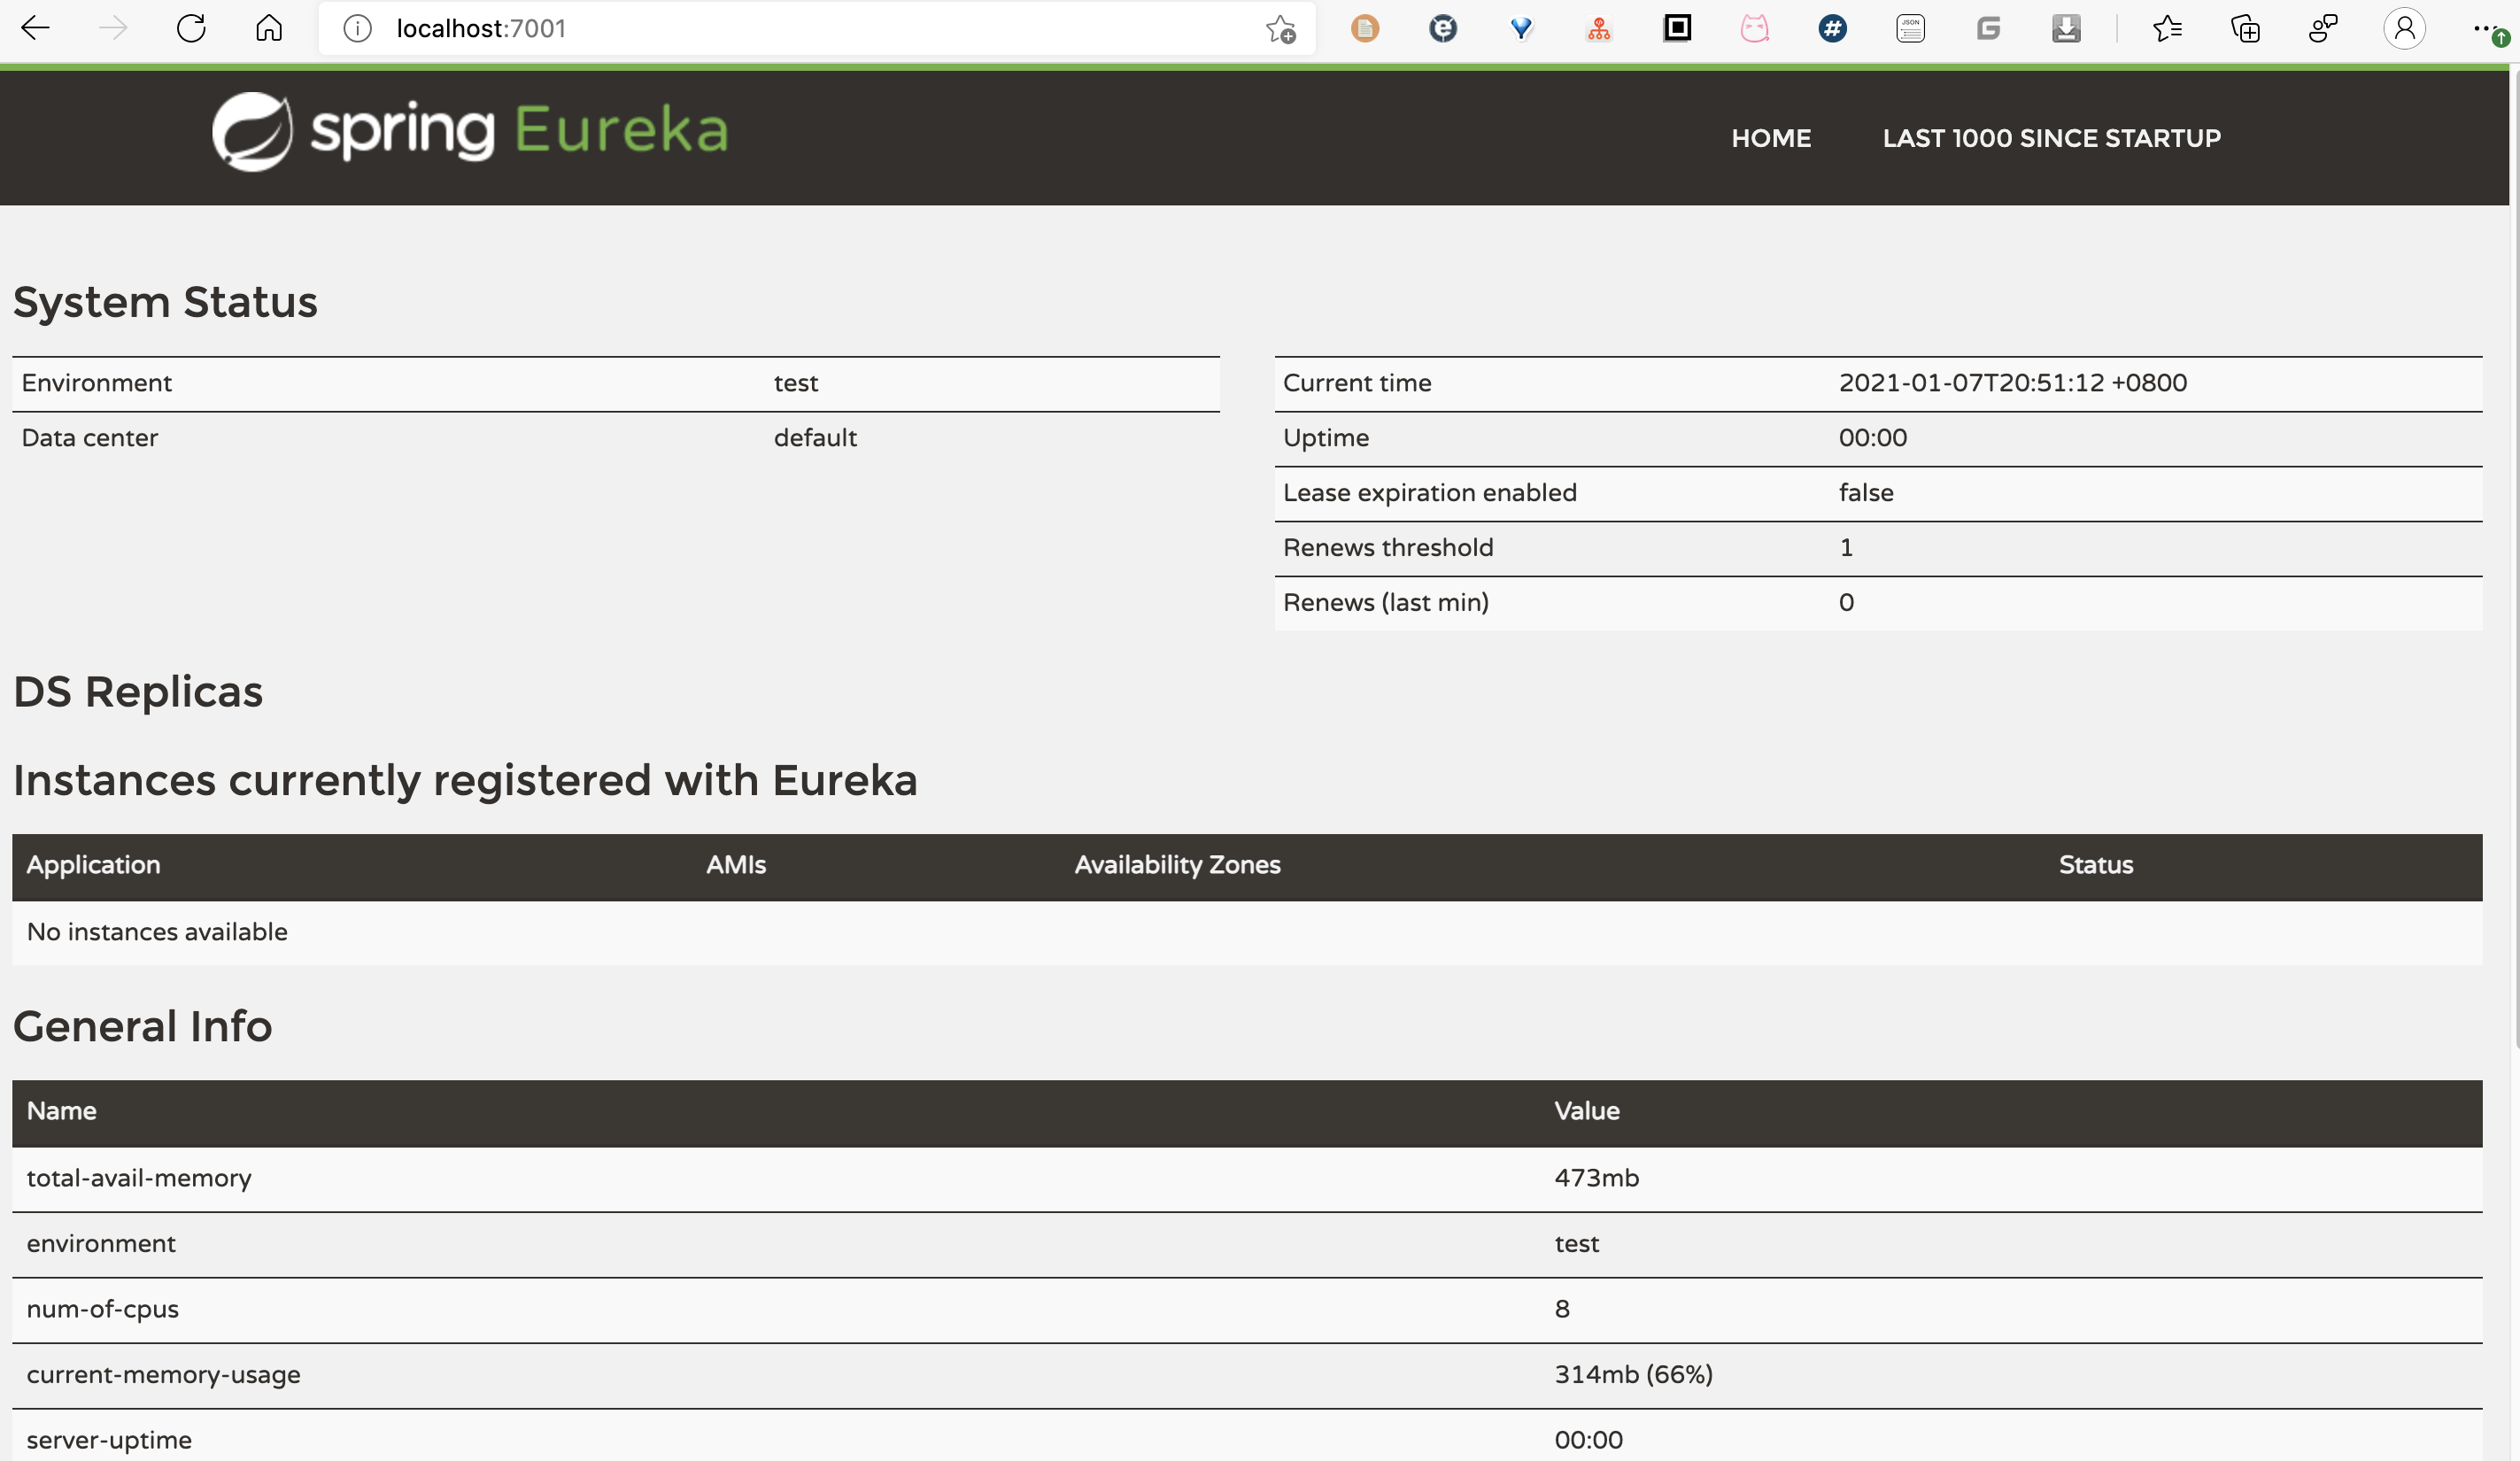 localhost:7001
JSON
spring Eureka
HOME LAST 1000 SINCE STARTUP
System Status
Environment test
Data center default
Current time 2021-01-07T20:51:12 +0800
Uptime 00:00
Lease expiration enabled false
Renews threshold 1
Renews (last min) 0
DS Replicas
Instances currently registered with Eureka
Application AMIs Availability Zones Status
No instances available
General Info
Name Value
total-avail-memory 473mb
environment test
num-of-cpus 8
current-memory-usage 314mb (66%)
server-uptime 00:00